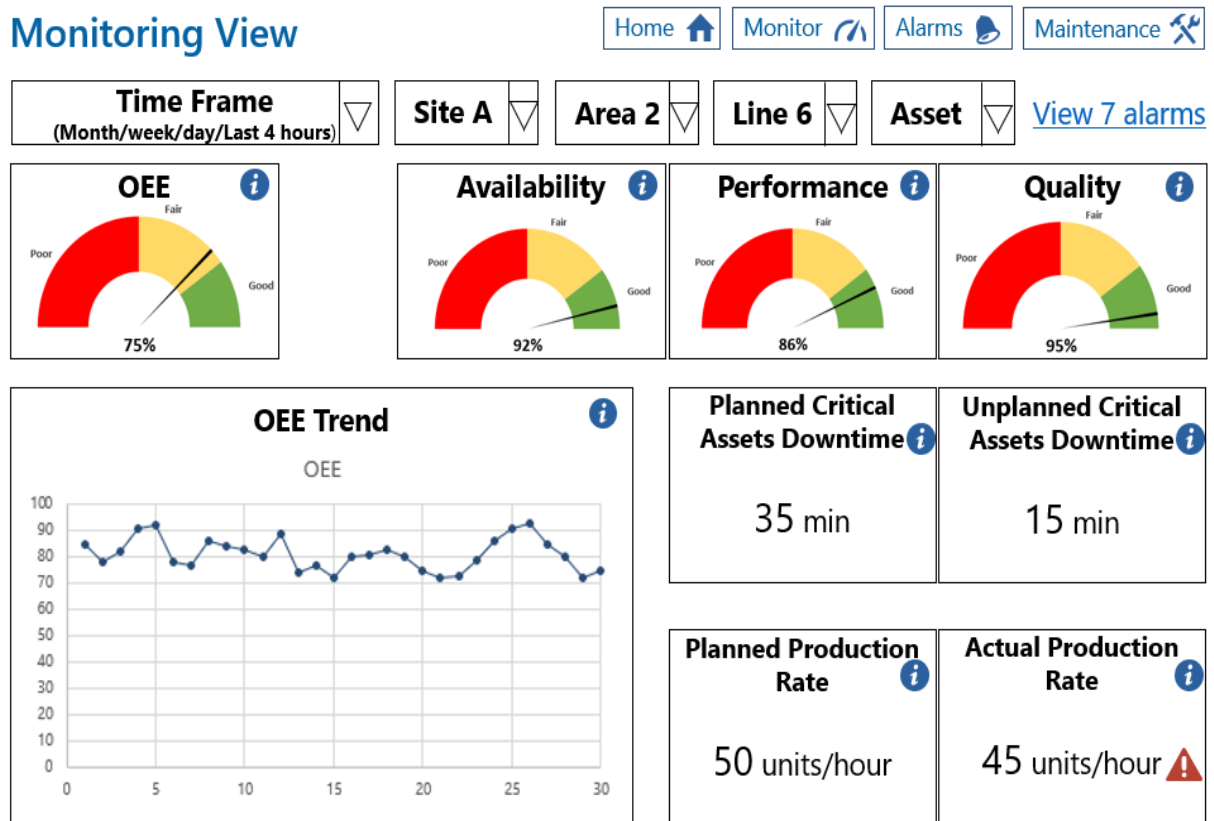 Monitoring View
Home
Monitor
Alarms
Maintenance
Time Frame
(Month/week/day/Last 4 hours)
Site A
Area 2
Line 6
Asset
View 7 alarms
OEE
i
Poor
Fair
Good
75%
Availability
i
Poor
Fair
Good
92%
Performance
i
Poor
Fair
Good
86%
Quality
i
Poor
Fair
Good
95%
OEE Trend
i
OEE
100
90
80
70
60
50
40
30
20
10
0
0 5 10 15 20 25 30
Planned Critical
Assets Downtime
i
35 min
Unplanned Critical
Assets Downtime
i
15 min
Planned Production
Rate
i
50 units/hour
Actual Production
Rate
i
45 units/hour